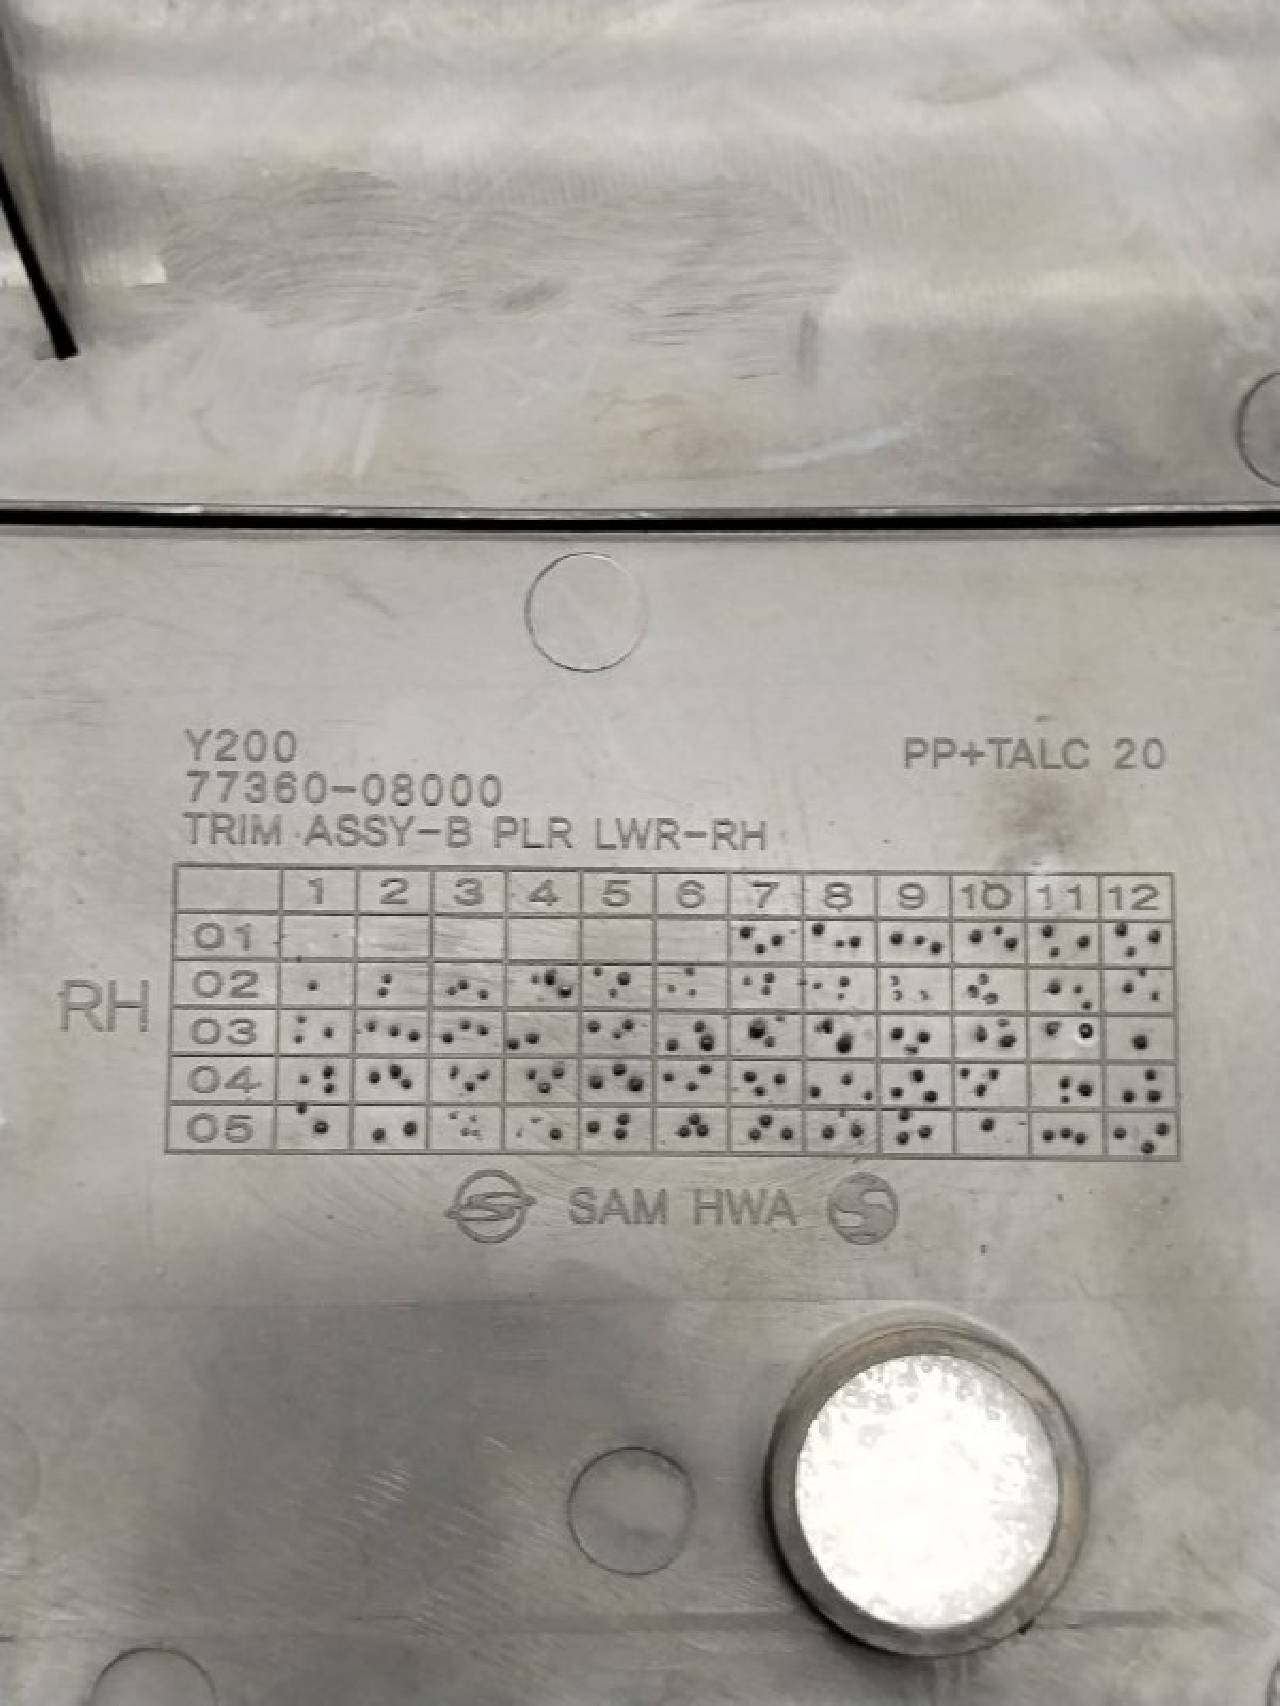 Y200
77360-08000
TRIM ASSY-B PLR LWR-RH
PP+TALC 20
1 2 3 4 5 6 7 8 9 10 11 12
01
02
RH
03
04
05
SAM HWA